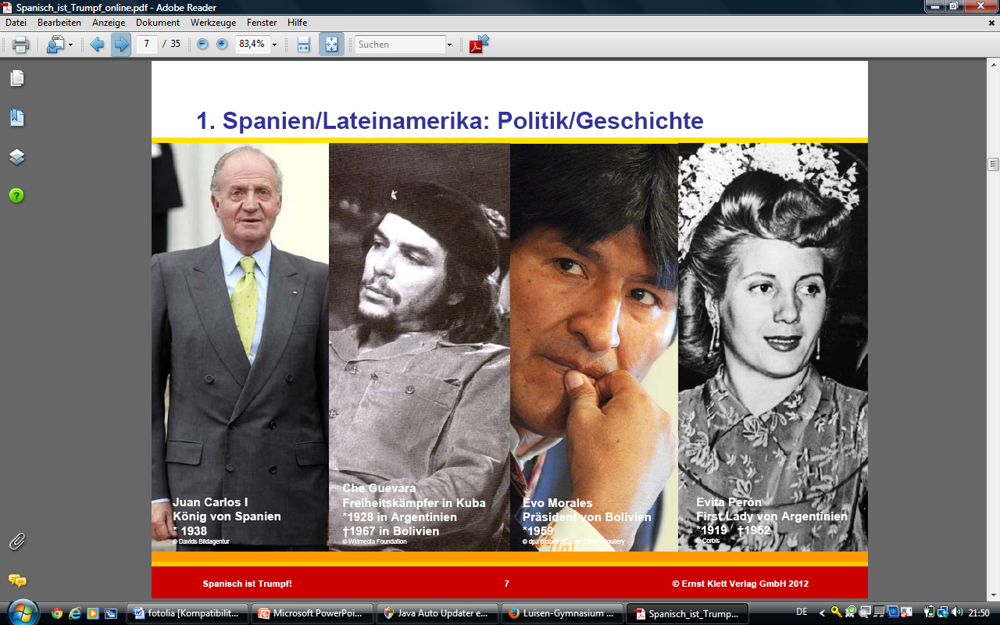 Spanisch_ist_Trumpf_online.pdf - Adobe Reader
Datei Bearbeiten Anzeige Dokument Werkzeuge Fenster Hilfe
7 / 35 83,4% Suchen
1. Spanien/Lateinamerika: Politik/Geschichte
Juan Carlos I
König von Spanien
* 1938
© Davids Bildagentur
Che Guevara
Freiheitskämpfer in Kuba
*1928 in Argentinien
†1967 in Bolivien
© Wikimedia Foundation
Evo Morales
Präsident von Bolivien
*1959
© dpa picture
Evita Perón
First Lady von Argentinien
*1919 †1952
© Corbis
Spanisch ist Trumpf! 7 © Ernst Klett Verlag GmbH 2012
fotolia [Kompatibilit... Microsoft PowerPoi... Java Auto Updater e... Luisen-Gymnasium ... Spanisch_ist_Trump... DE 21:50